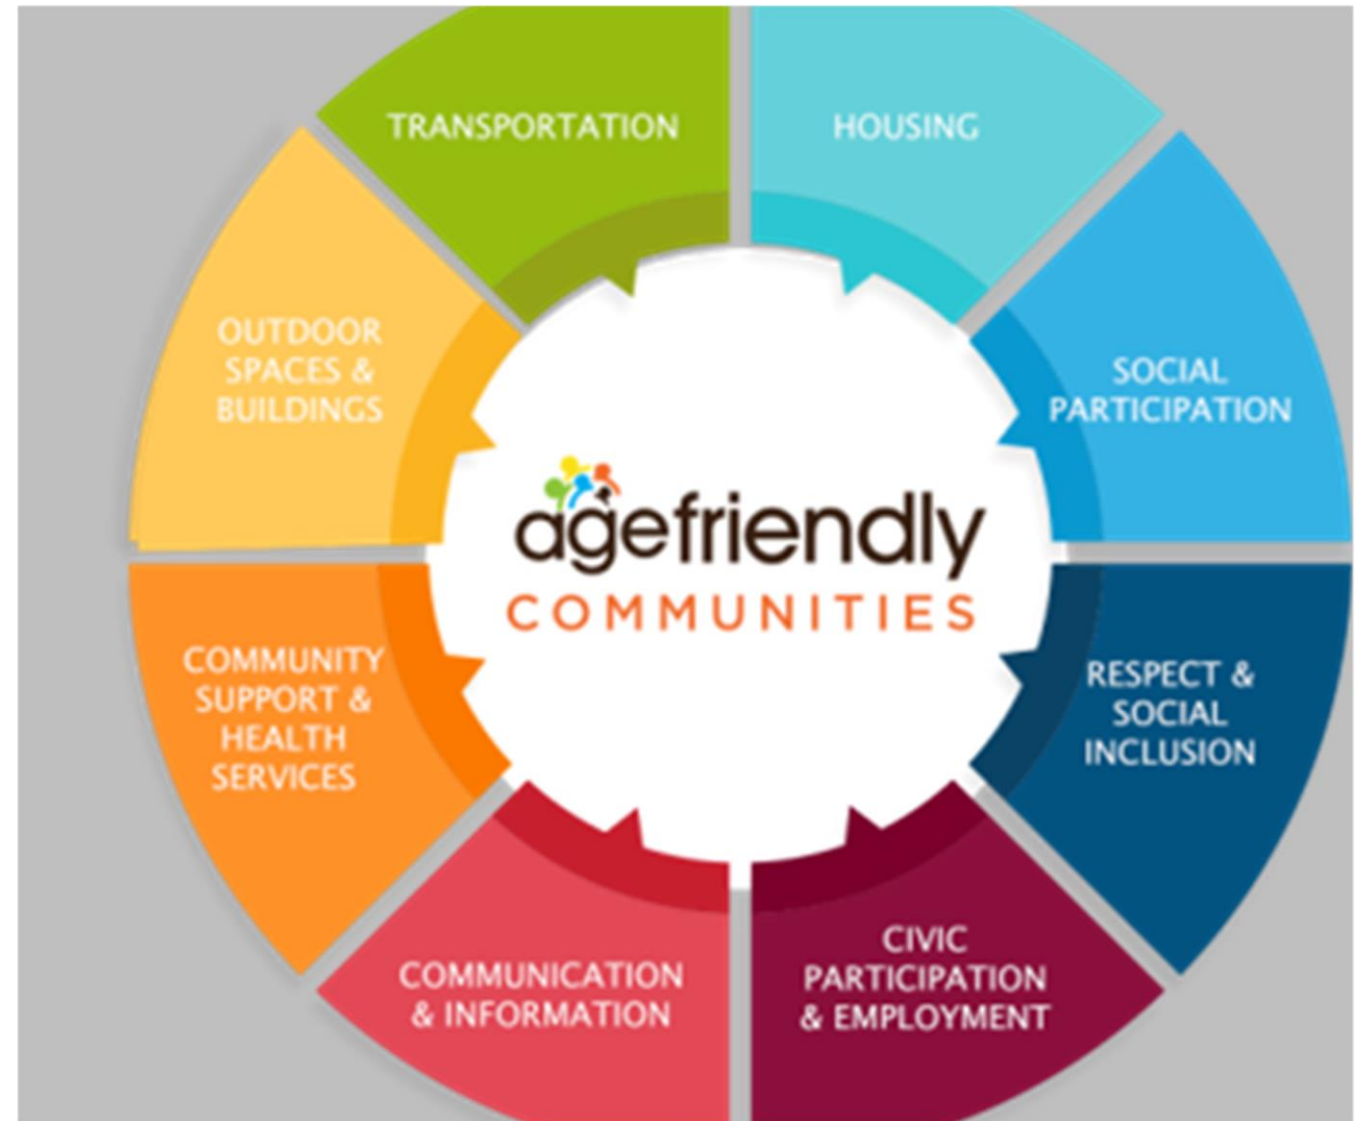 TRANSPORTATION
HOUSING
OUTDOOR
SPACES &
BUILDINGS
SOCIAL
PARTICIPATION
agefriendly
COMMUNITIES
COMMUNITY
SUPPORT &
HEALTH
SERVICES
RESPECT &
SOCIAL
INCLUSION
COMMUNICATION
& INFORMATION
CIVIC
PARTICIPATION
& EMPLOYMENT